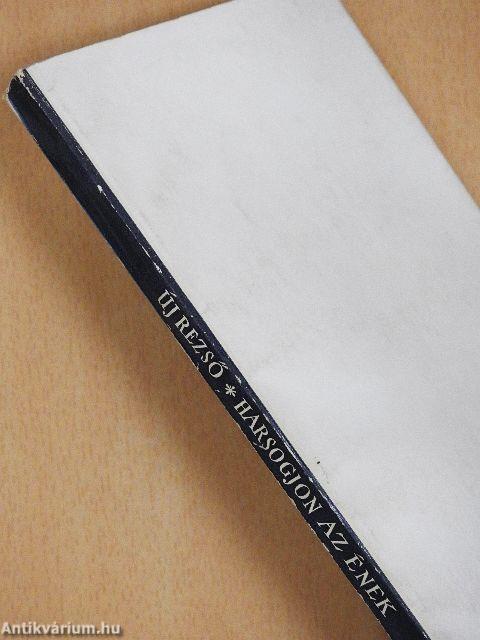 ÚJ REZSŐ * HARSOGJON AZ ÉNEK
Antikvárium.hu